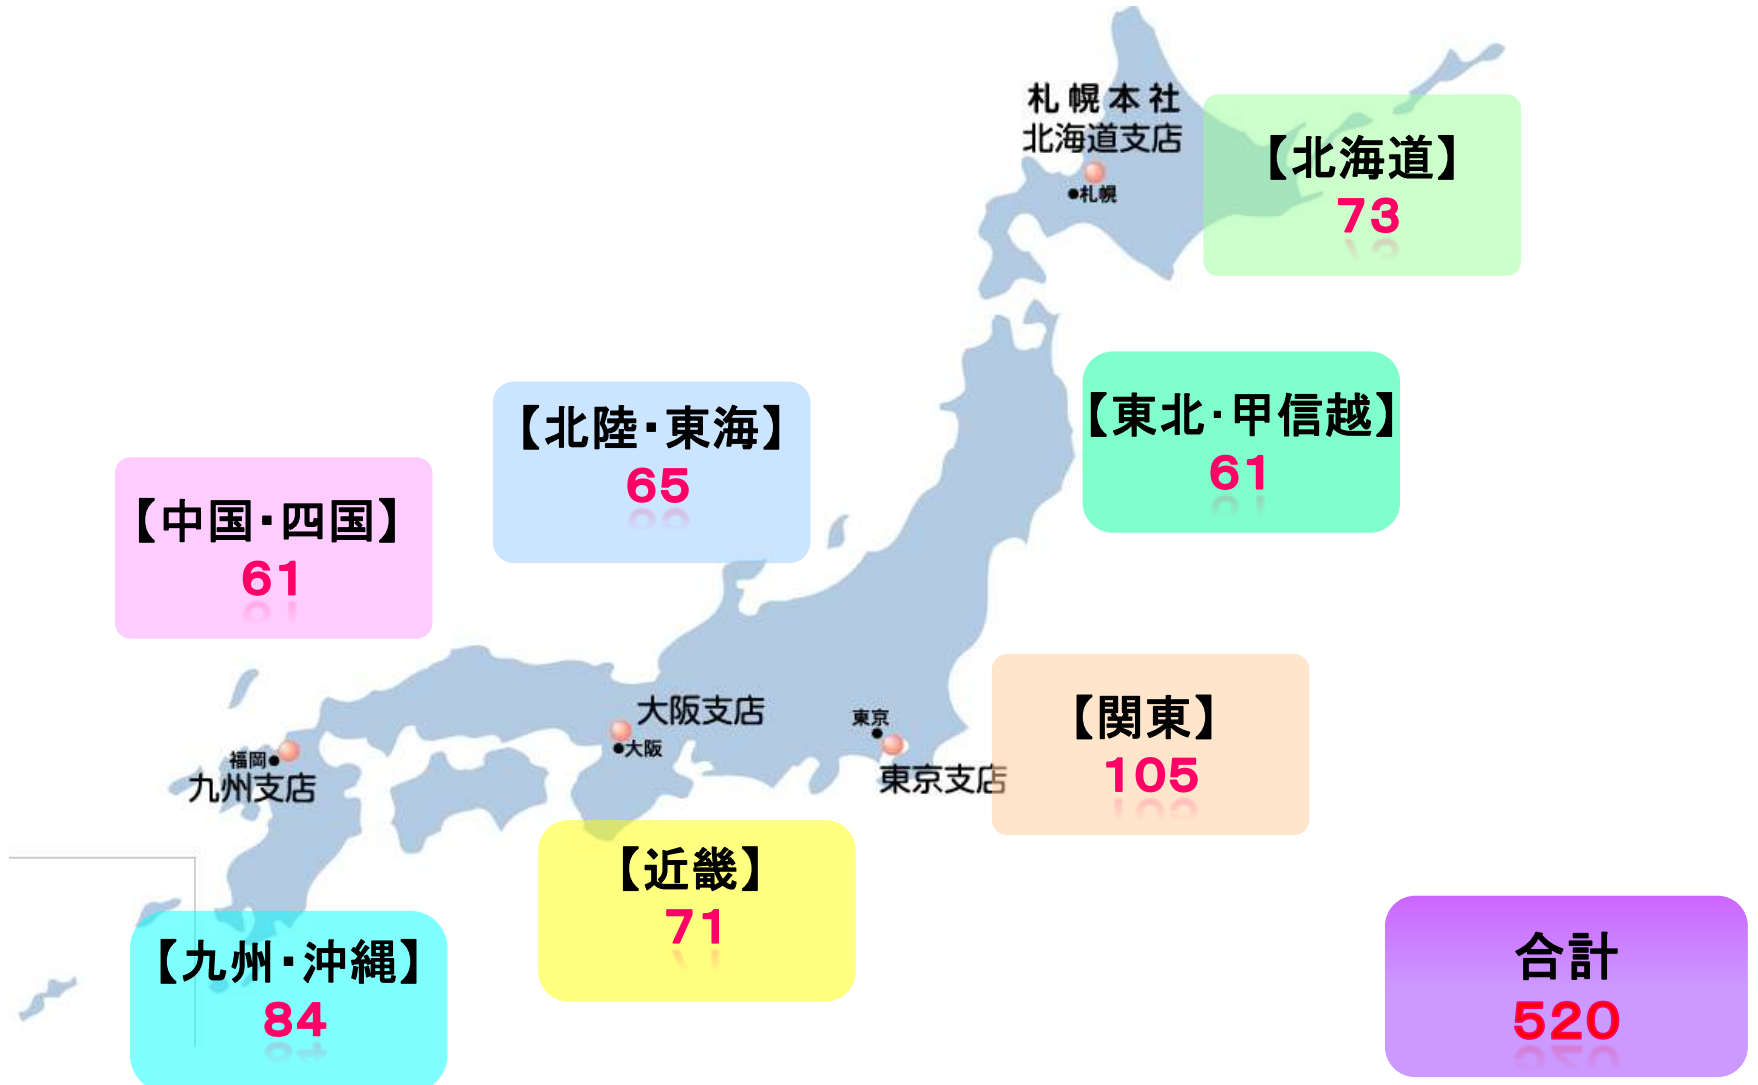 札幌本社
北海道支店
●札幌
【北海道】
73
【東北・甲信越】
61
【北陸・東海】
65
【中国・四国】
61
大阪支店
●大阪
東京
東京支店
【関東】
105
福岡●
九州支店
【近畿】
71
【九州・沖縄】
84
合計
520